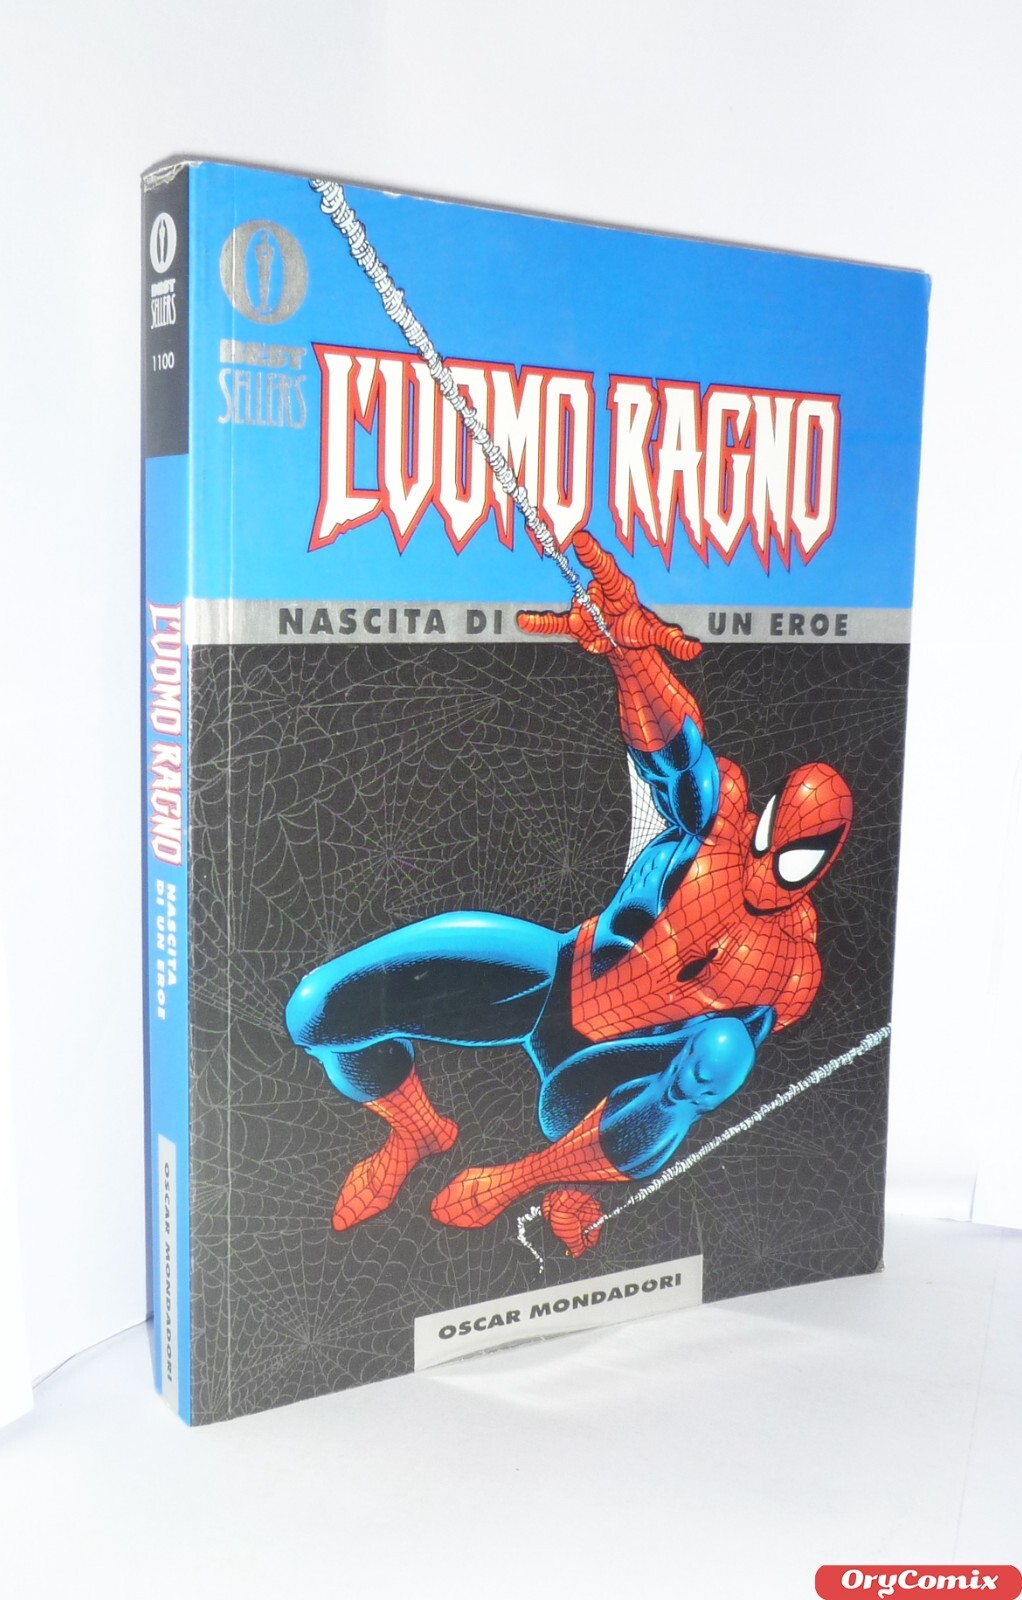 BEST
SELLERS
1100
L'UOMO RAGNO
NASCITA
DI UN EROE
OSCAR MONDADORI
BEST
SELLERS
L'UOMO RAGNO
NASCITA DI UN EROE
OSCAR MONDADORI
OryComix